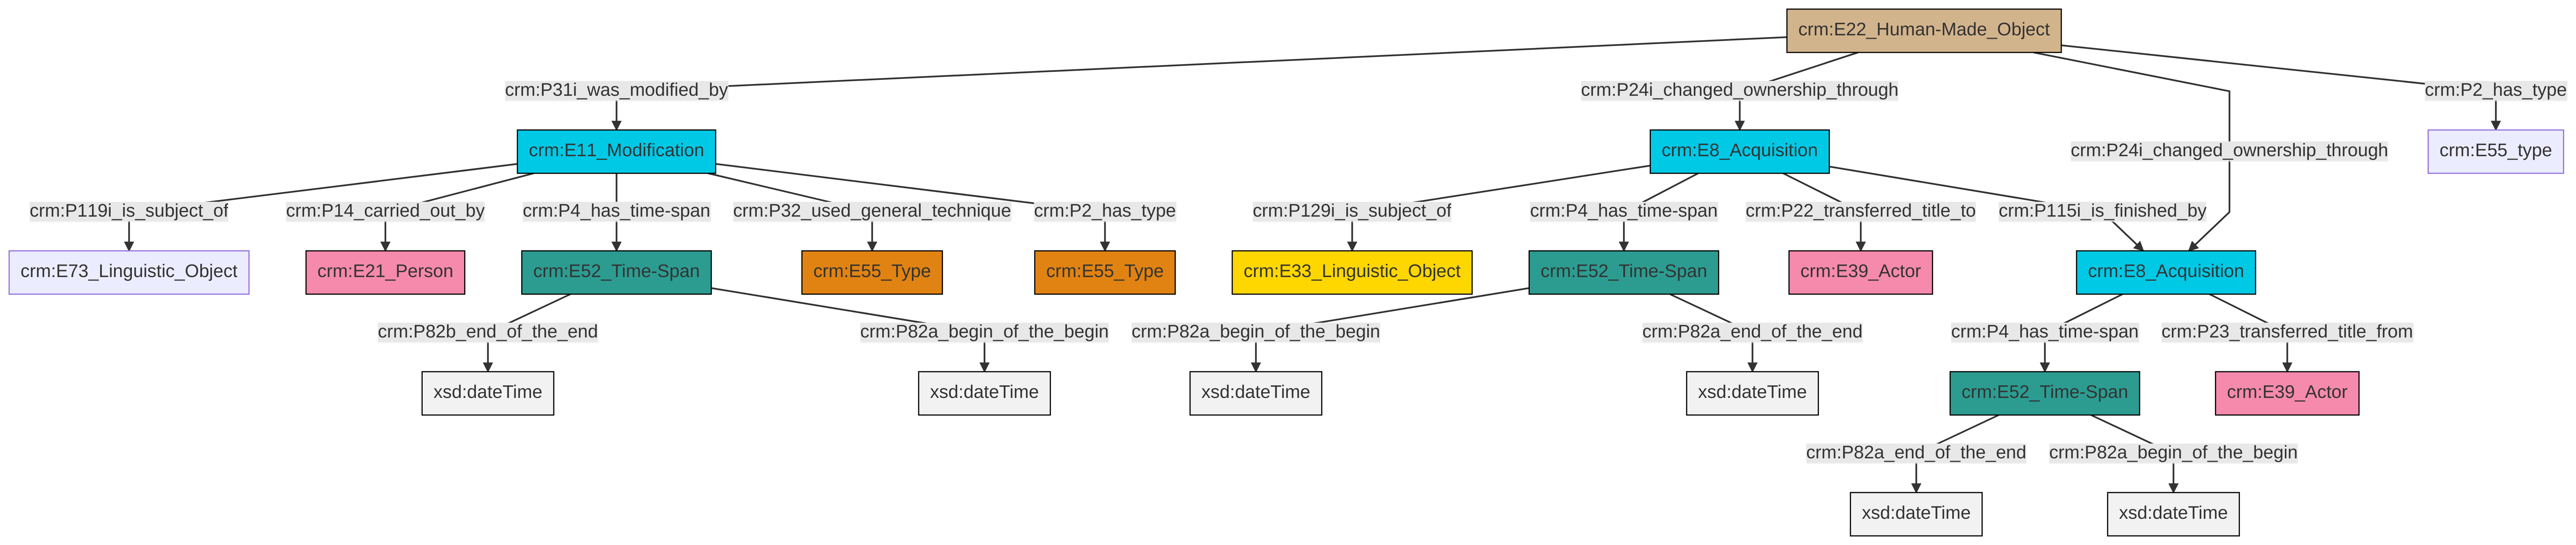 crm:E22_Human-Made_Object
crm:P31i_was_modified_by
crm:P24i_changed_ownership_through
crm:P2_has_type
crm:E11_Modification
crm:E8_Acquisition
crm:P24i_changed_ownership_through
crm:E55_type
crm:P119i_is_subject_of
crm:P14_carried_out_by
crm:P4_has_time-span
crm:P32_used_general_technique
crm:P2_has_type
crm:P129i_is_subject_of
crm:P4_has_time-span
crm:P22_transferred_title_to
crm:P115i_is_finished_by
crm:E73_Linguistic_Object
crm:E21_Person
crm:E52_Time-Span
crm:E55_Type
crm:E55_Type
crm:E33_Linguistic_Object
crm:E52_Time-Span
crm:E39_Actor
crm:E8_Acquisition
crm:P82b_end_of_the_end
crm:P82a_begin_of_the_begin
crm:P82a_begin_of_the_begin
crm:P82a_end_of_the_end
crm:P4_has_time-span
crm:P23_transferred_title_from
xsd:dateTime
xsd:dateTime
xsd:dateTime
xsd:dateTime
crm:E52_Time-Span
crm:E39_Actor
crm:P82a_end_of_the_end
crm:P82a_begin_of_the_begin
xsd:dateTime
xsd:dateTime